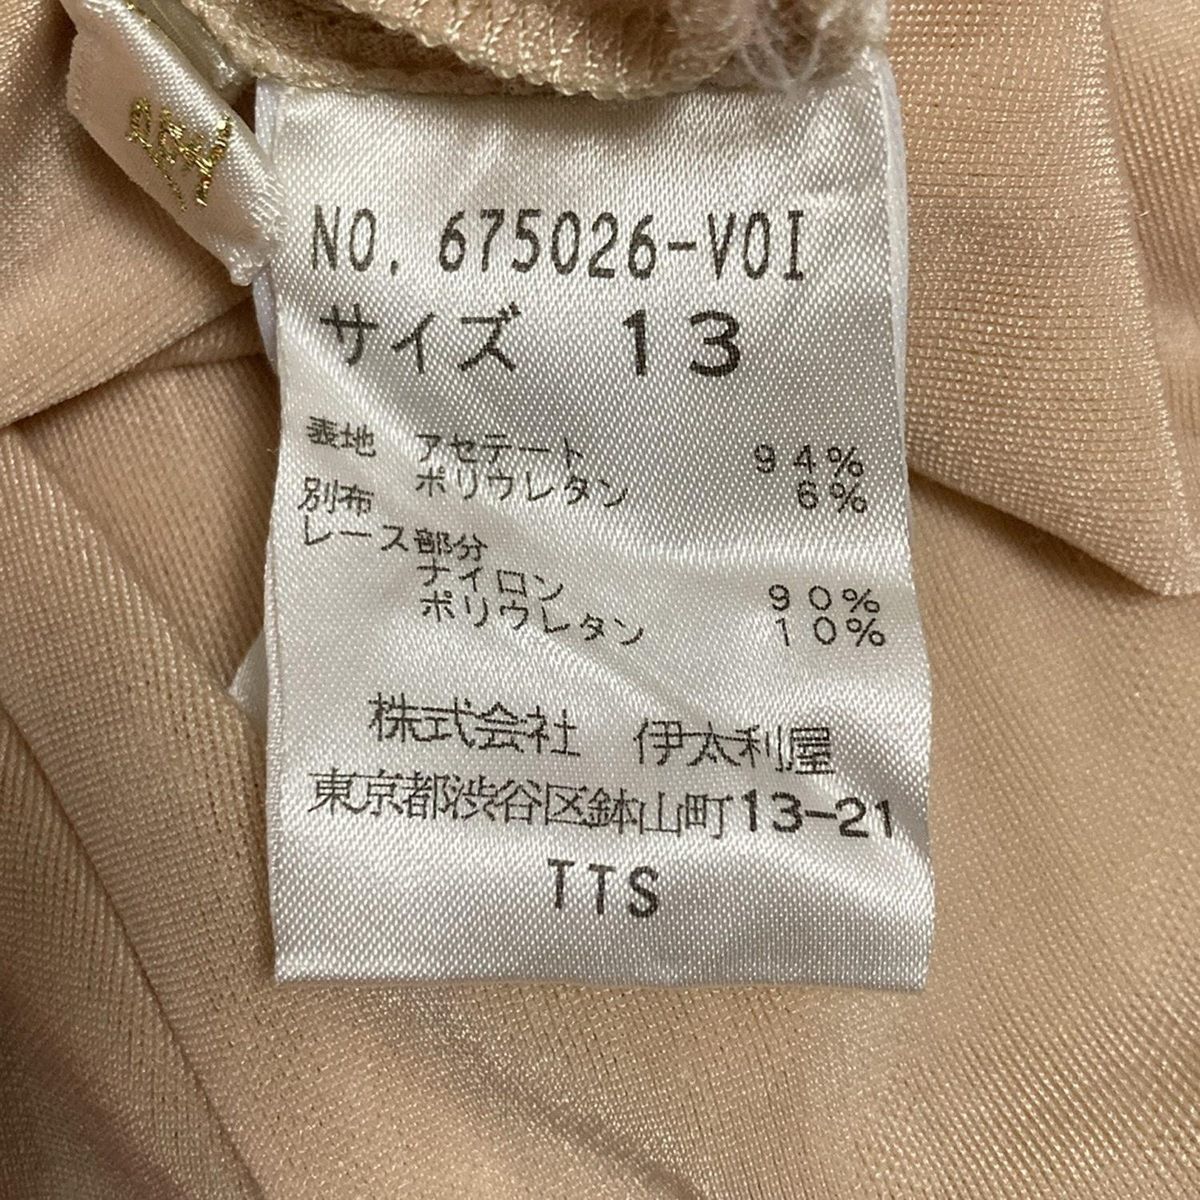 NO. 675026-VOI
サイズ 13
表地 アセテート 94%
ポリウレタン 6%
別布
レース部分
ナイロン 90%
ポリウレタン 10%
株式会社 伊太利屋
東京都渋谷区鉢山町13-21
TTS